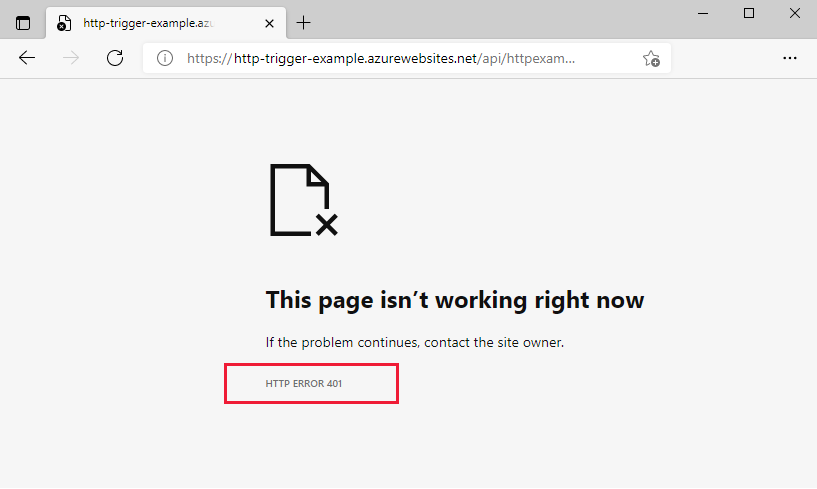 http-trigger-example.az
https://http-trigger-example.azurewebsites.net/api/httpexam...
This page isn’t working right now
If the problem continues, contact the site owner.
HTTP ERROR 401